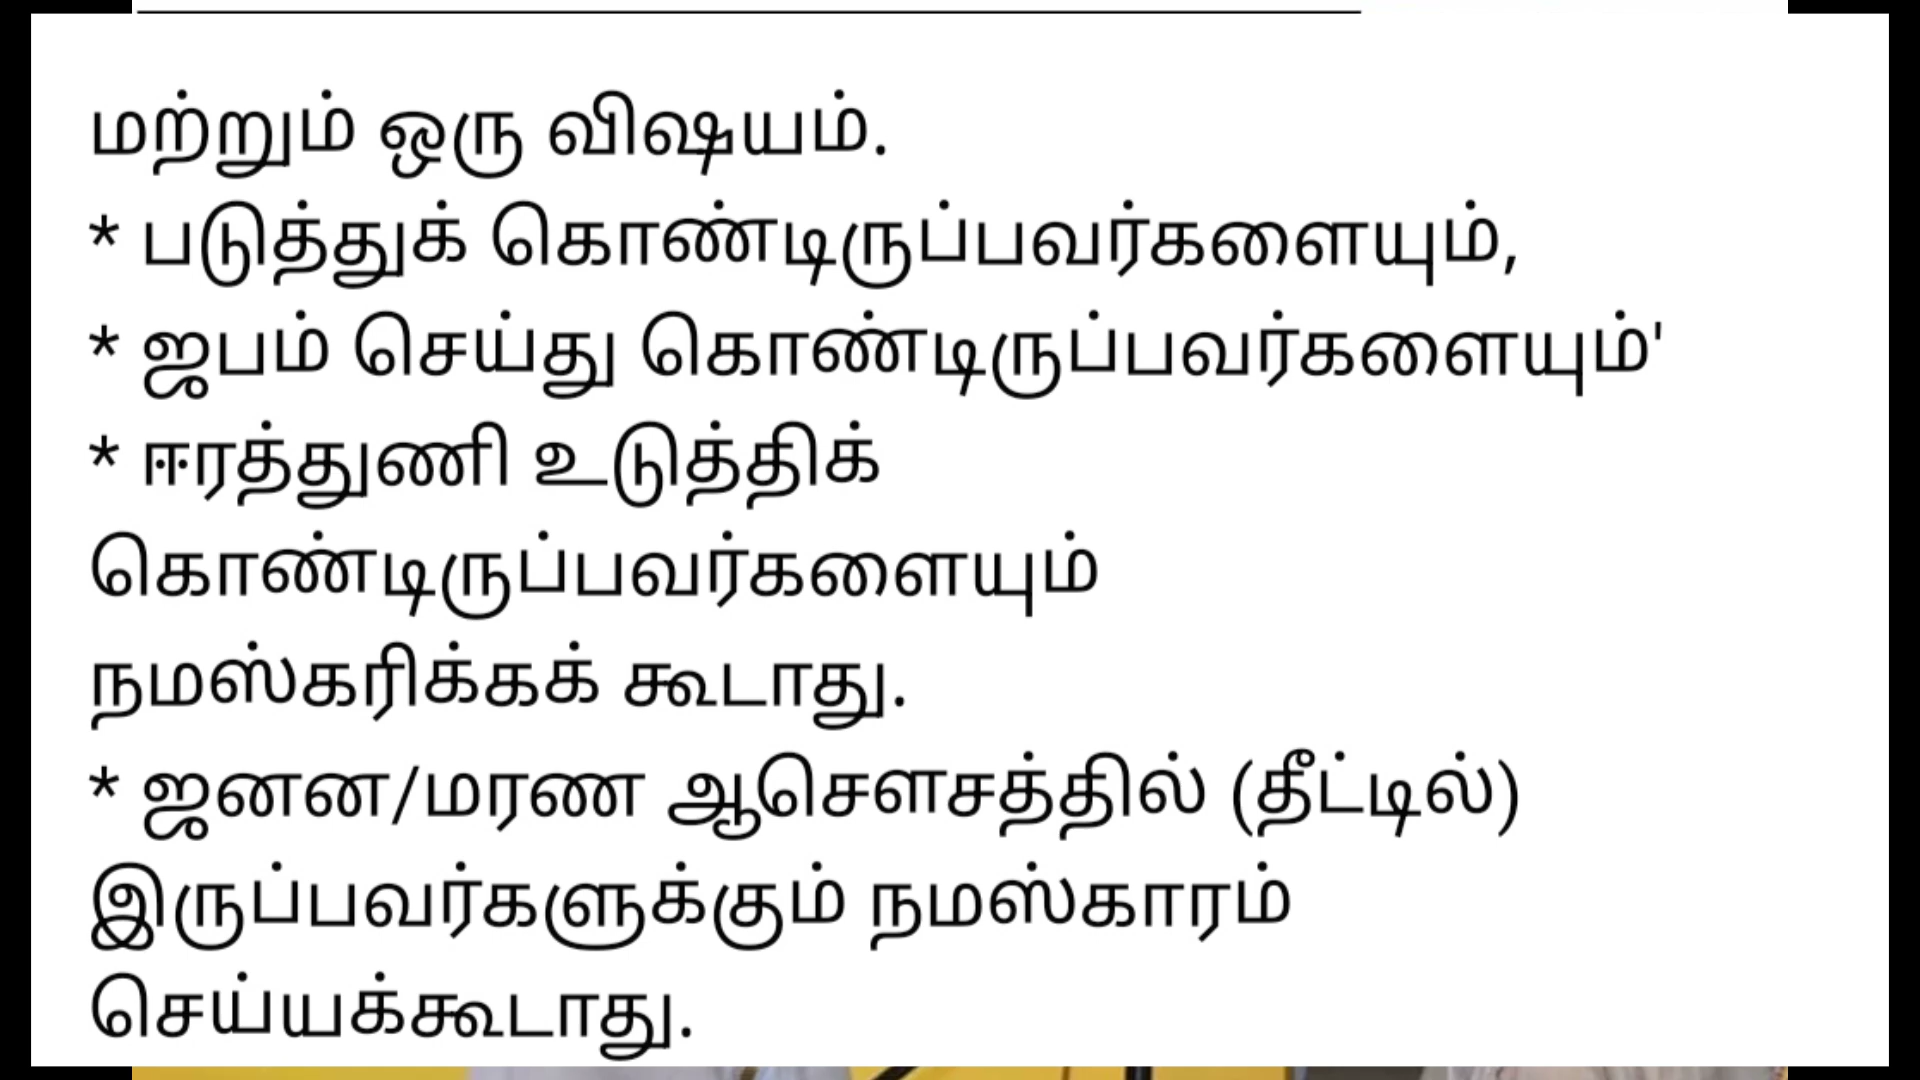 மற்றும் ஒரு விஷயம்.
* படுத்துக் கொண்டிருப்பவர்களையும்,
* ஜபம் செய்து கொண்டிருப்பவர்களையும்'
* ஈரத்துணி உடுத்திக்
கொண்டிருப்பவர்களையும்
நமஸ்கரிக்கக் கூடாது.
* ஜனன/மரண ஆசௌசத்தில் (தீட்டில்)
இருப்பவர்களுக்கும் நமஸ்காரம்
செய்யக்கூடாது.